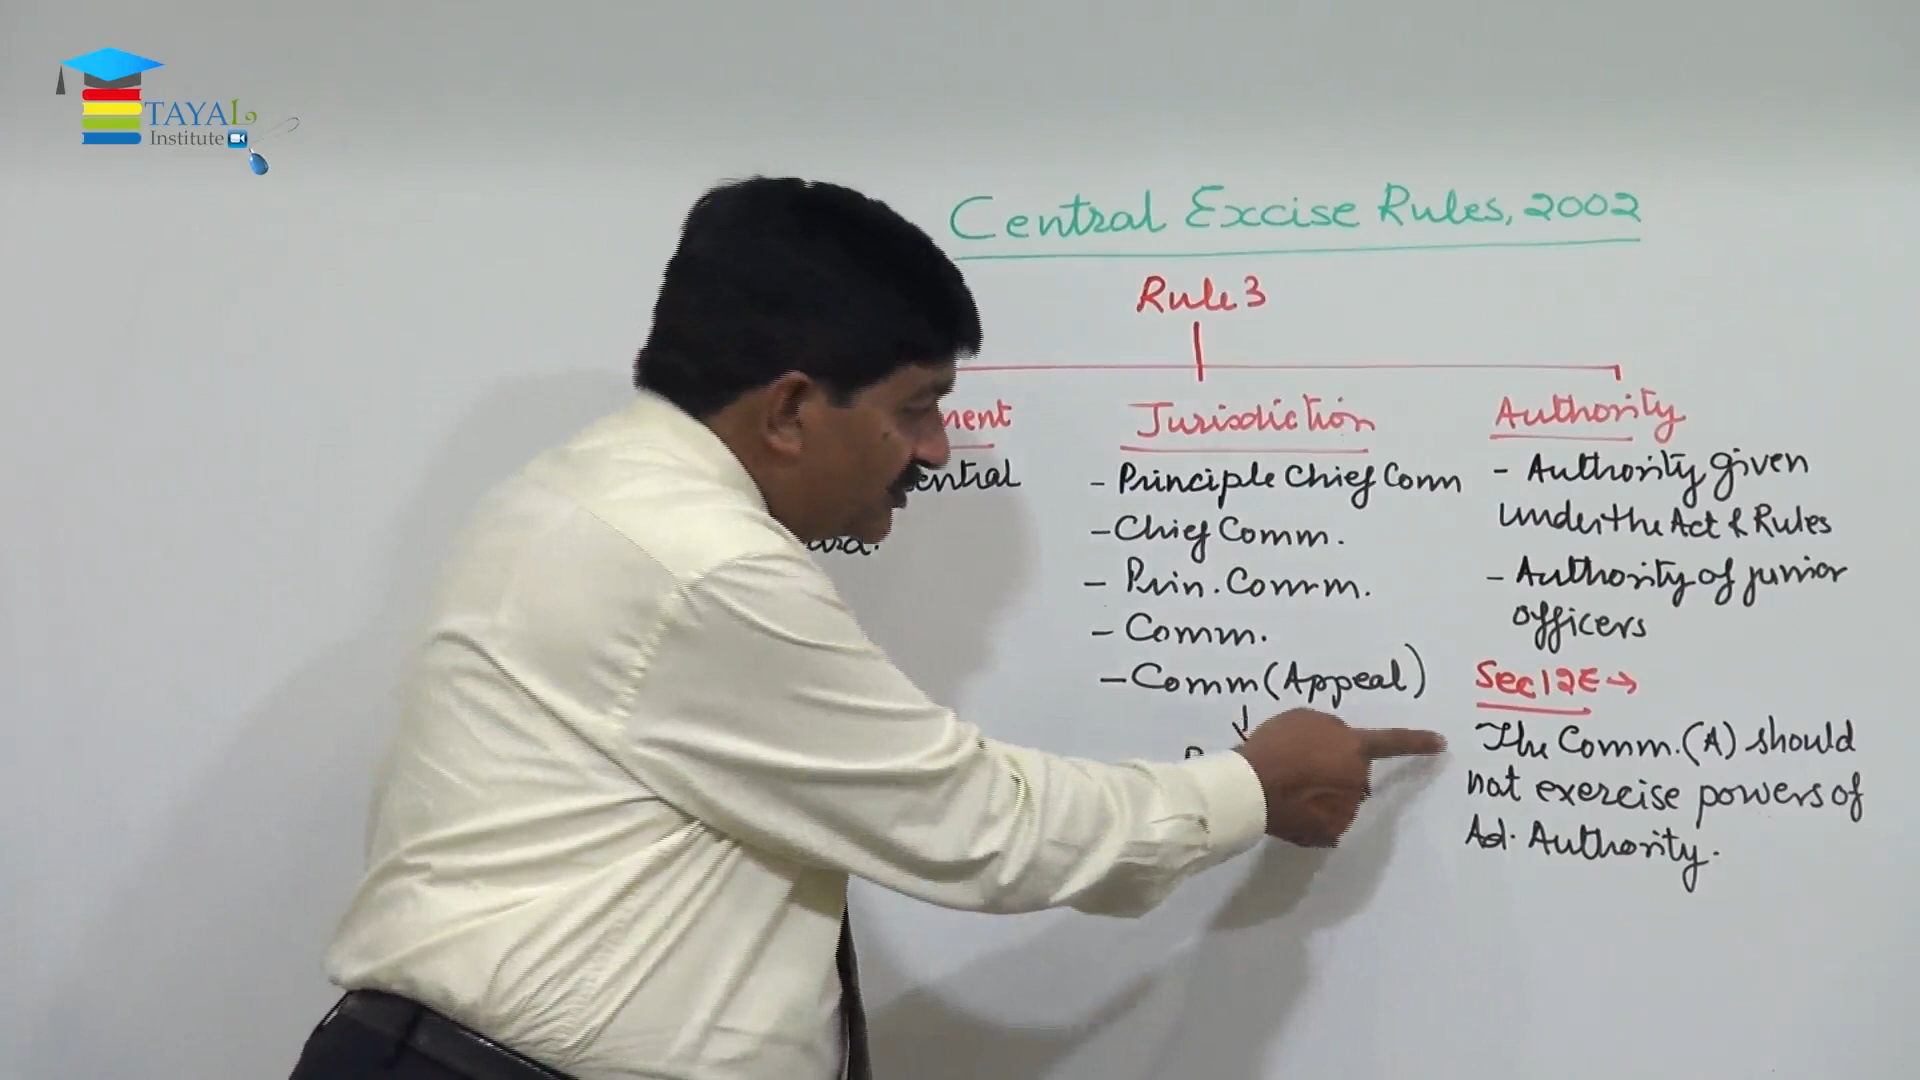 TAYAL
Institute
Central Excise Rules, 2002
Rule 3
Jurisdiction
Authority
- Principle Chief Comm
- Chief Comm.
- Prin. Comm.
- Comm.
- Comm (Appeal)
- Authority given
under the Act & Rules
- Authority of junior
officers
Sec 12E →
The Comm. (A) should
not exercise powers of
Ad. Authority.